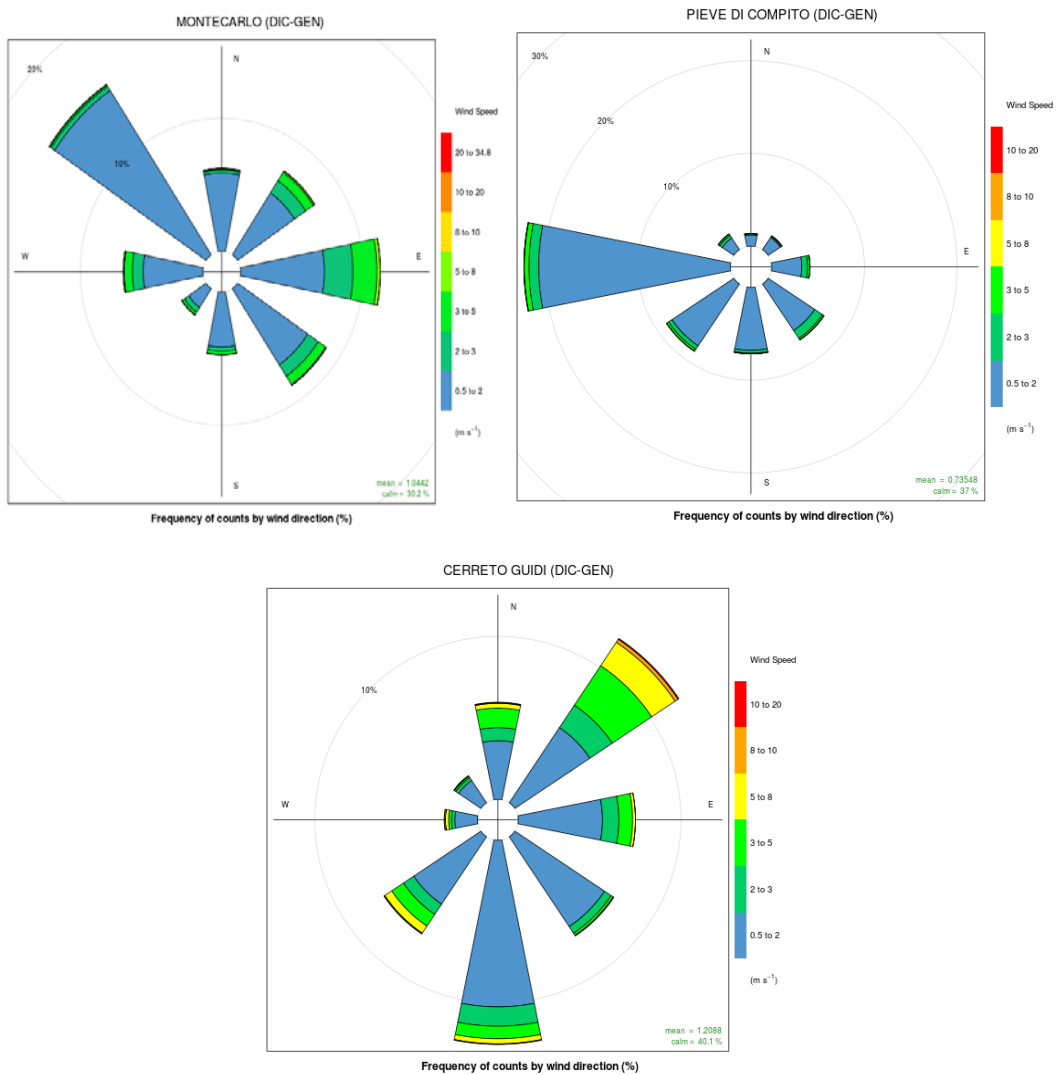 MONTECARLO (DIC-GEN)
N
20%
10%
W
E
S
Wind Speed
20 to 34.8
10 to 20
8 to 10
5 to 8
3 to 5
2 to 3
0.5 to 2
(m s⁻¹)
mean = 1.0442
calm = 30.2 %
Frequency of counts by wind direction (%)
PIEVE DI COMPITO (DIC-GEN)
N
30%
20%
10%
E
S
Wind Speed
10 to 20
8 to 10
5 to 8
3 to 5
2 to 3
0.5 to 2
(m s⁻¹)
mean = 0.73548
calm = 37 %
Frequency of counts by wind direction (%)
CERRETO GUIDI (DIC-GEN)
N
10%
W
E
Wind Speed
10 to 20
8 to 10
5 to 8
3 to 5
2 to 3
0.5 to 2
(m s⁻¹)
mean = 1.2088
calm = 40.1 %
Frequency of counts by wind direction (%)